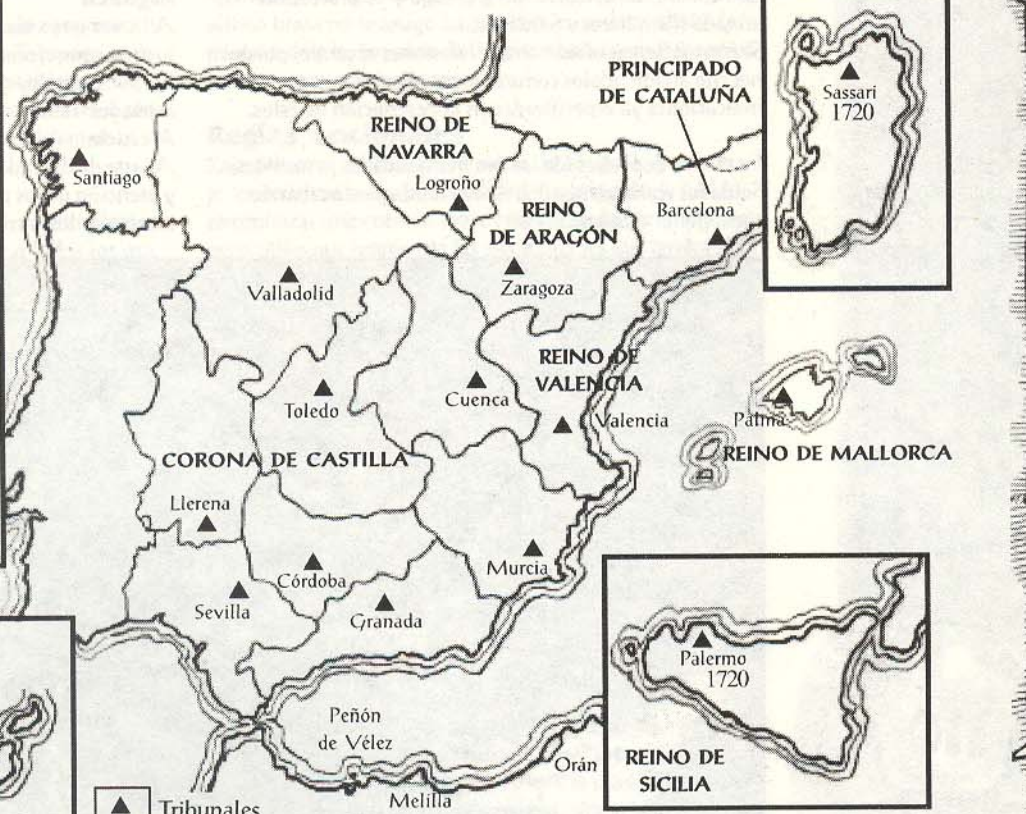 PRINCIPADO
DE CATALUÑA
Sassari
1720
REINO DE
NAVARRA
Santiago
Logroño
REINO
DE ARAGÓN
Barcelona
Valladolid
Zaragoza
REINO DE
VALENCIA
Toledo
Cuenca
Valencia
Palma
REINO DE MALLORCA
CORONA DE CASTILLA
Llerena
Córdoba
Murcia
Sevilla
Granada
Palermo
1720
Peñón
de Vélez
Orán
REINO DE
SICILIA
Melilla
Tribunales